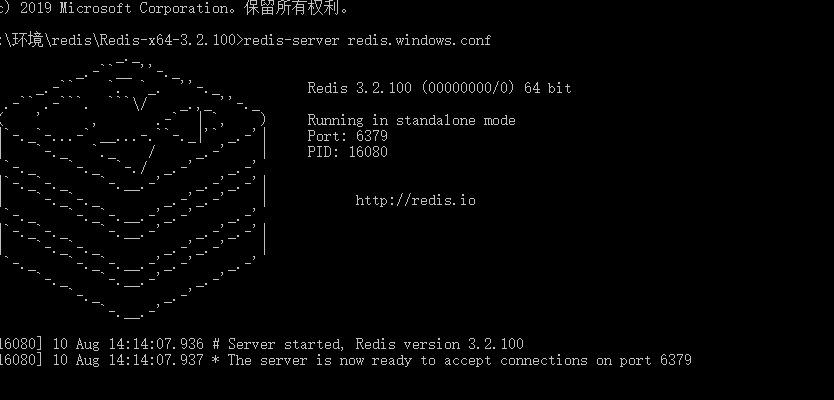 c) 2019 Microsoft Corporation。保留所有权利。
:\环境\redis\Redis-x64-3.2.100>redis-server redis.windows.conf
Redis 3.2.100 (00000000/0) 64 bit
Running in standalone mode
Port: 6379
PID: 16080
http://redis.io
16080] 10 Aug 14:14:07.936 # Server started, Redis version 3.2.100
16080] 10 Aug 14:14:07.937 * The server is now ready to accept connections on port 6379